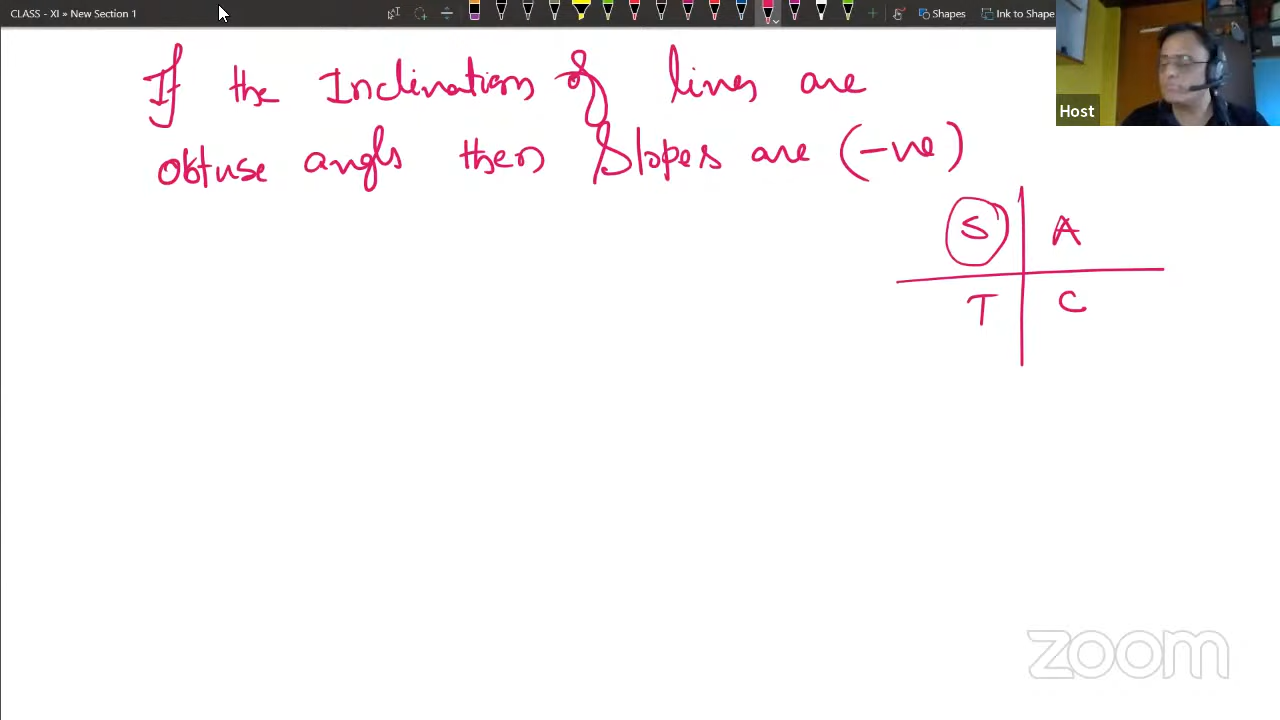 CLASS - XI » New Section 1
Shapes
Ink to Shape
Host
If the Inclination of lines are
obtuse angls then Slopes are (-ve)
S A
T C
zoom